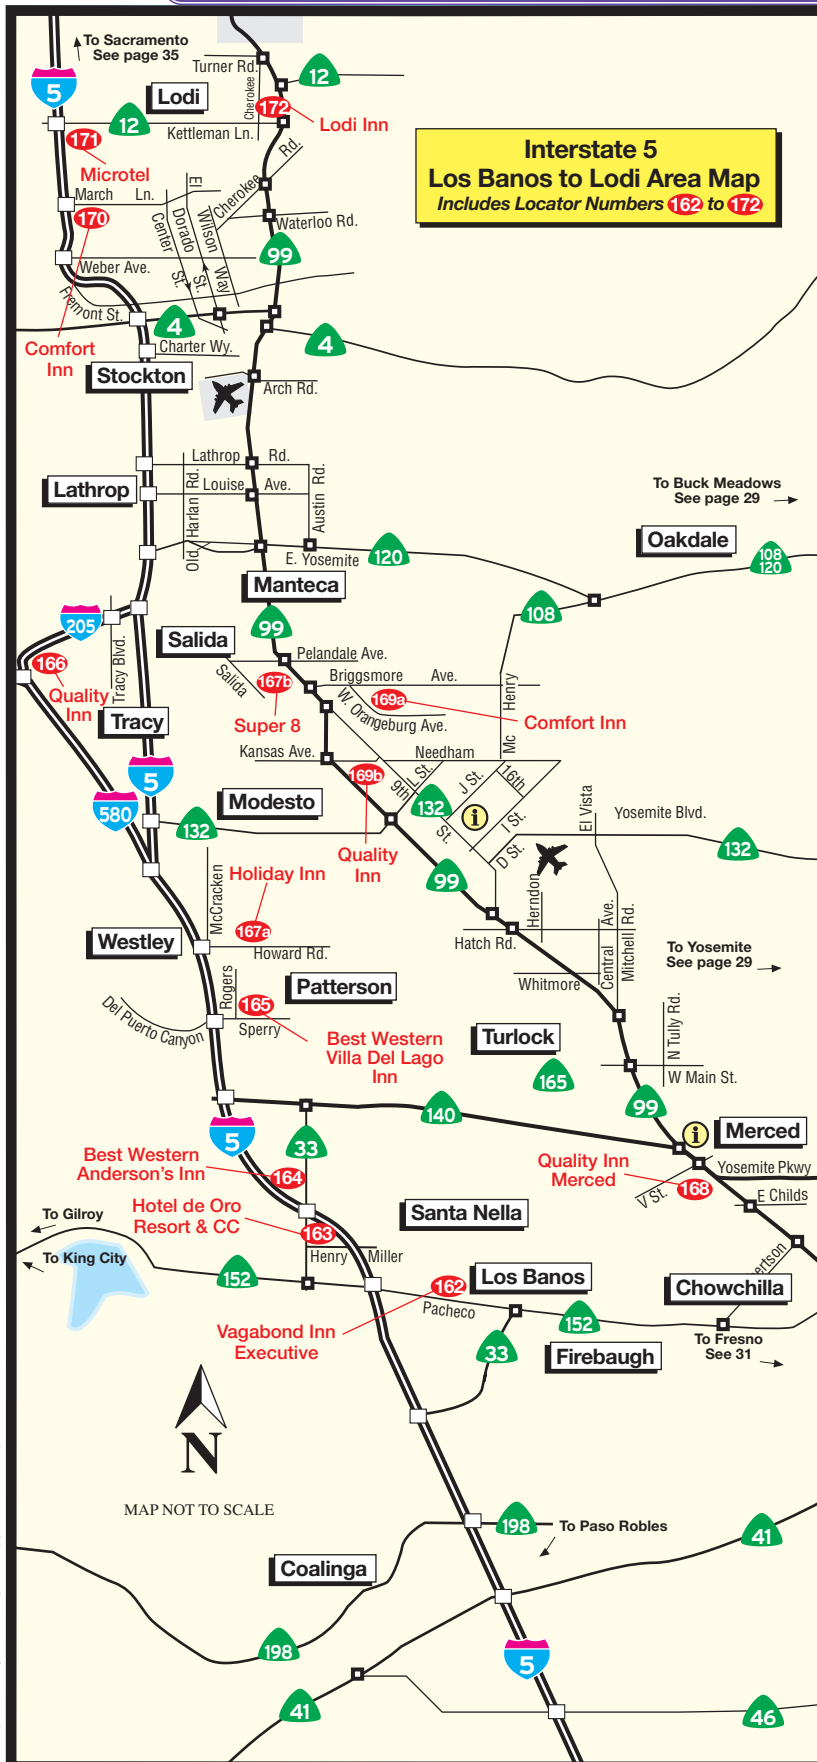 To Sacramento
See page 35
Turner Rd.
12
5
Lodi
Cherokee
172
12
Kettleman Ln.
Lodi Inn
171
Microtel
Rd.
Interstate 5
Los Banos to Lodi Area Map
Includes Locator Numbers 162 to 172
March Ln.
El
Dorado
St.
Cherokee
170
Center
St.
Wilson
Way
Waterloo Rd.
99
Weber Ave.
Fremont St.
4
4
Comfort
Inn
Charter Wy.
Stockton
Arch Rd.
Lathrop Rd.
Lathrop
Louise Ave.
Old Harlan Rd.
Austin Rd.
To Buck Meadows
See page 29
Oakdale
E. Yosemite
120
108
120
Manteca
108
205
Tracy Blvd.
99
Salida
Pelandale Ave.
166
Quality
Inn
Salida
167b
Super 8
Briggsmore Ave.
169a
W. Orangeburg Ave.
Mc Henry
Comfort Inn
Tracy
Kansas Ave.
Needham
5
169b
L St.
9th
St.
J St.
16th
580
Modesto
132
i
I St.
El Vista
Yosemite Blvd.
132
132
D St.
Quality
Inn
99
McCracken
Holiday Inn
Herndon
Central Ave.
Mitchell Rd.
167a
Westley
Howard Rd.
Hatch Rd.
To Yosemite
See page 29
Rogers
Patterson
Whitmore
165
Del Puerto Canyon
Sperry
Best Western
Villa Del Lago
Inn
Turlock
N Tully Rd.
165
W Main St.
99
140
5
33
i
Merced
Best Western
Anderson's Inn
164
Quality Inn
Merced
168
Yosemite Pkwy
V St.
E Childs
Hotel de Oro
Resort & CC
163
Santa Nella
To Gilroy
To King City
Henry Miller
ertson
152
162
Los Banos
Chowchilla
Pacheco
152
Vagabond Inn
Executive
33
Firebaugh
To Fresno
See 31
N
MAP NOT TO SCALE
198
To Paso Robles
41
Coalinga
198
5
41
46